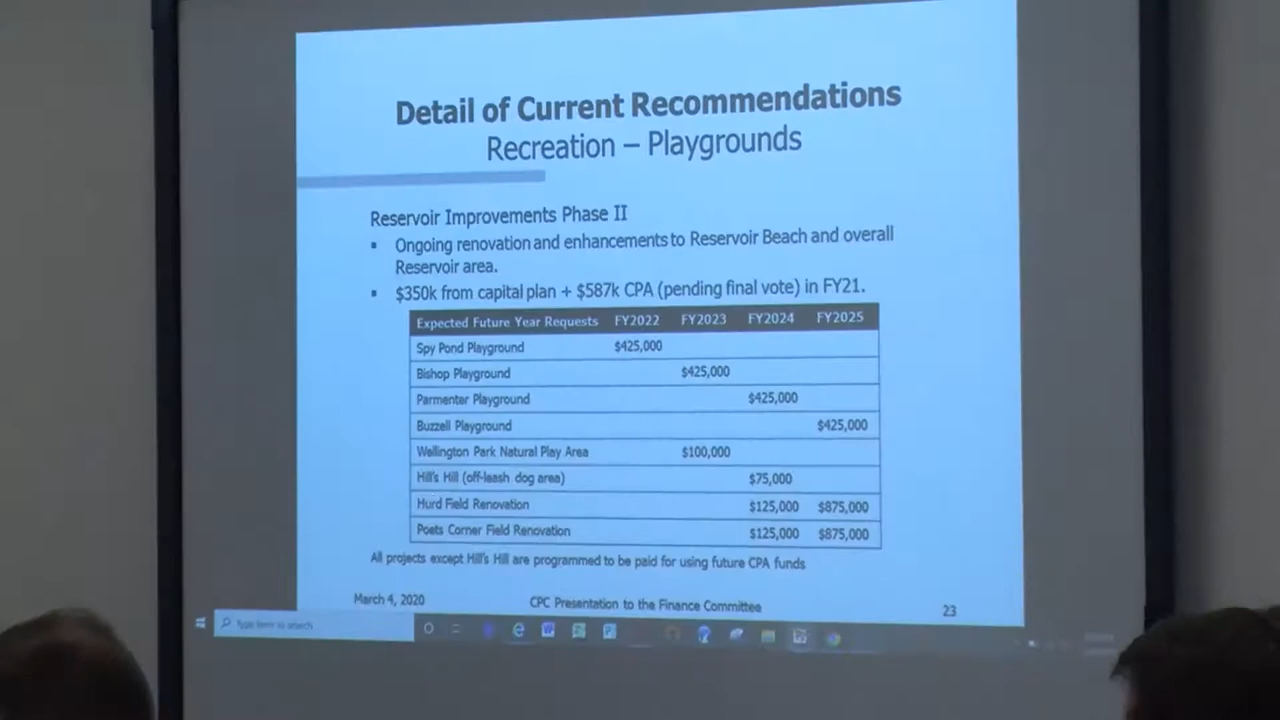 Detail of Current Recommendations
Recreation – Playgrounds
Reservoir Improvements Phase II
▪ Ongoing renovation and enhancements to Reservoir Beach and overall
Reservoir area.
▪ $350k from capital plan + $587k CPA (pending final vote) in FY21.
Expected Future Year Requests FY2022 FY2023 FY2024 FY2025
Spy Pond Playground $425,000
Bishop Playground $425,000
Parmenter Playground $425,000
Buzzell Playground $425,000
Wellington Park Natural Play Area $100,000
Hill's Hill (off-leash dog area) $75,000
Hurd Field Renovation $125,000 $875,000
Poets Corner Field Renovation $125,000 $875,000
All projects except Hill's Hill are programmed to be paid for using future CPA funds
March 4, 2020 CPC Presentation to the Finance Committee 23
Type here to search